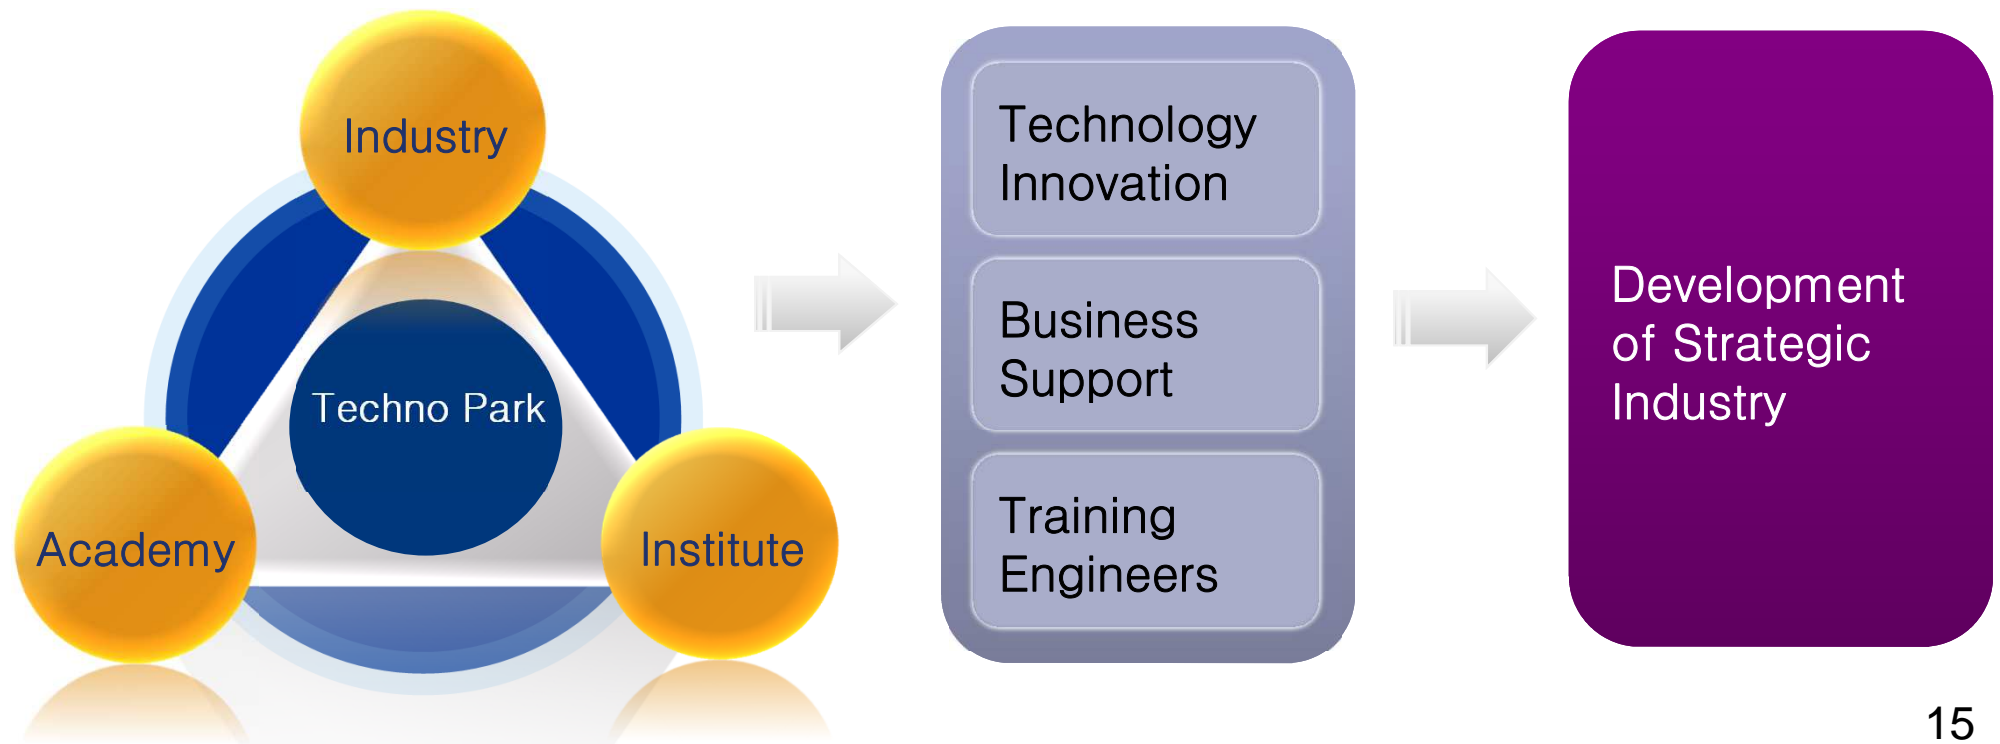 Industry
Techno Park
Academy
Institute
Technology
Innovation
Business
Support
Training
Engineers
Development
of Strategic
Industry
15